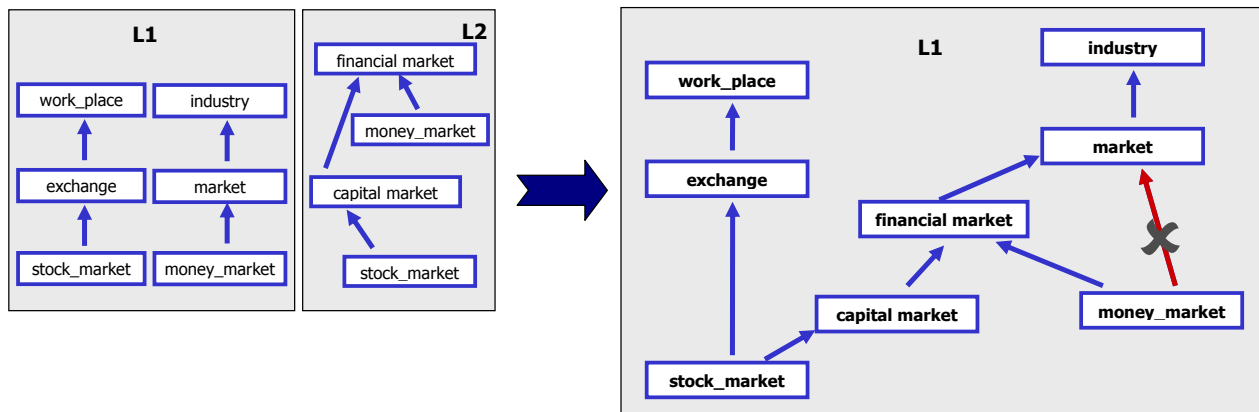 L1
work_place
industry
exchange
market
stock_market
money_market
L2
financial market
money_market
capital market
stock_market
L1
industry
work_place
market
exchange
financial market
capital market
money_market
stock_market